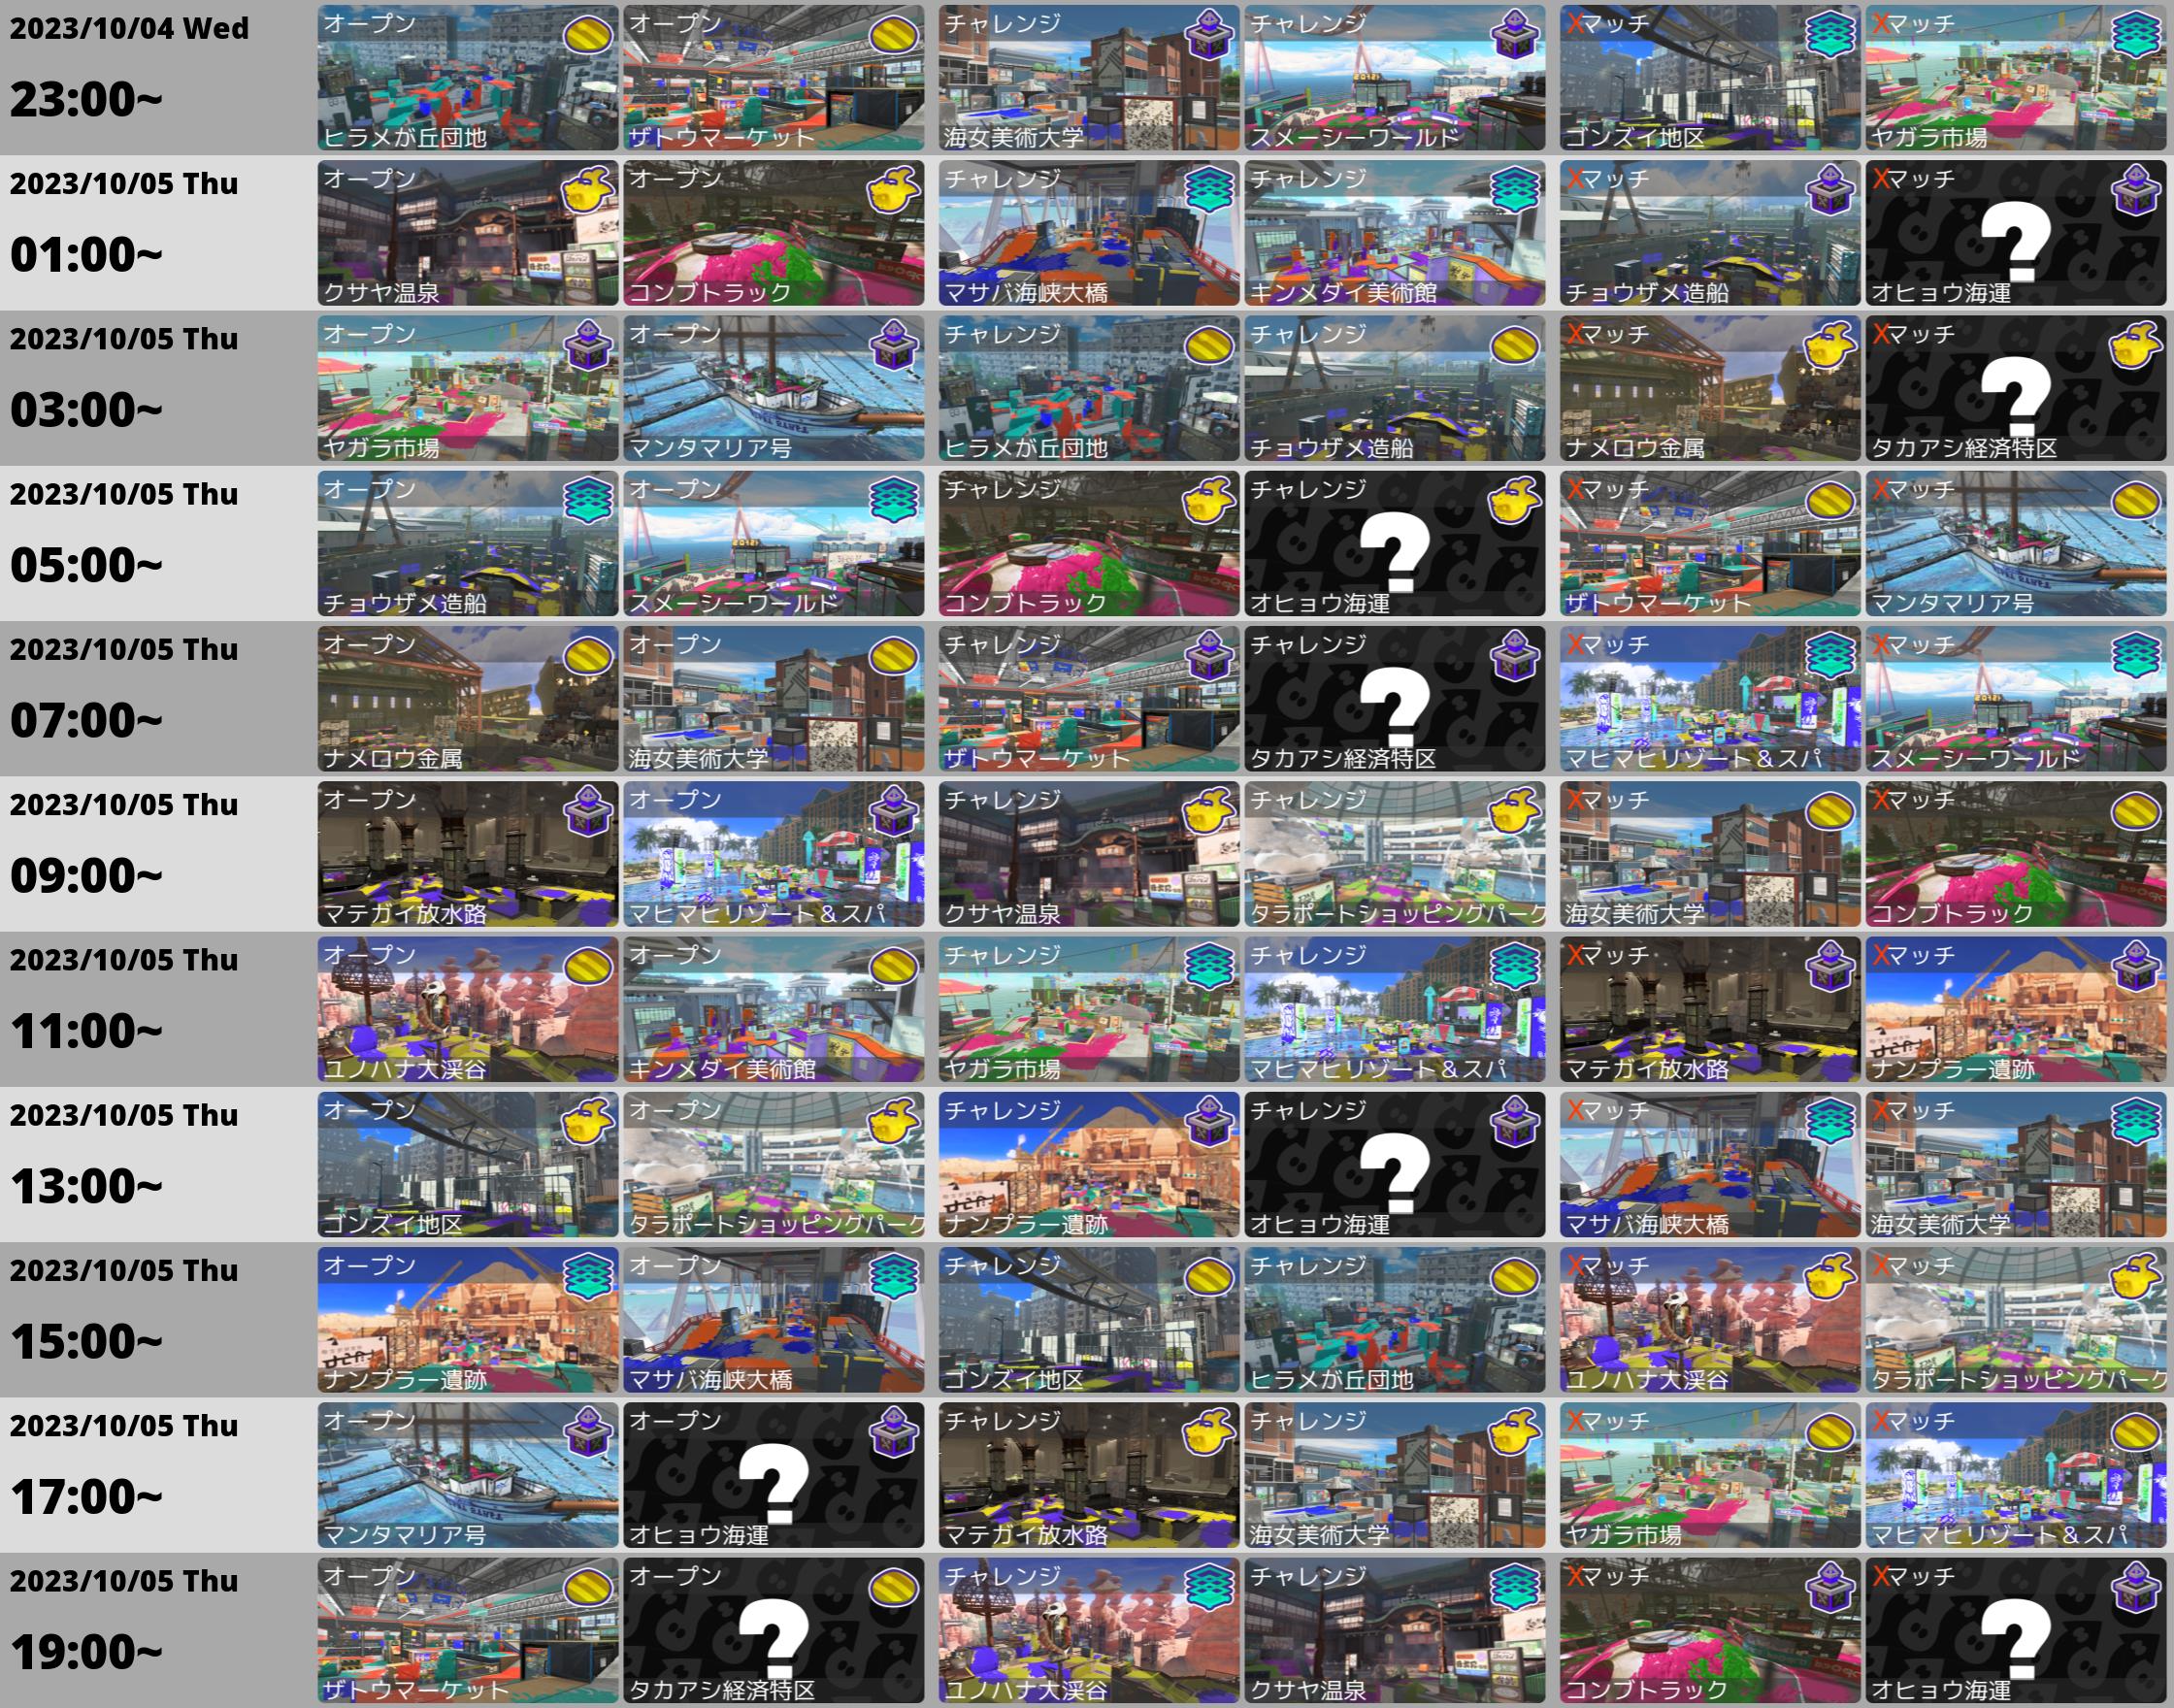 2023/10/04 Wed
23:00~
オープン
ヒラメが丘団地
オープン
ザトウマーケット
チャレンジ
海女美術大学
チャレンジ
スメーシーワールド
Xマッチ
ゴンズイ地区
Xマッチ
ヤガラ市場
2023/10/05 Thu
01:00~
オープン
クサヤ温泉
オープン
コンブトラック
チャレンジ
マサバ海峡大橋
チャレンジ
キンメダイ美術館
Xマッチ
チョウザメ造船
Xマッチ
?
オヒョウ海運
2023/10/05 Thu
03:00~
オープン
ヤガラ市場
オープン
マンタマリア号
チャレンジ
ヒラメが丘団地
チャレンジ
チョウザメ造船
Xマッチ
ナメロウ金属
Xマッチ
?
タカアシ経済特区
2023/10/05 Thu
05:00~
オープン
チョウザメ造船
オープン
スメーシーワールド
チャレンジ
コンブトラック
チャレンジ
?
オヒョウ海運
Xマッチ
ザトウマーケット
Xマッチ
マンタマリア号
2023/10/05 Thu
07:00~
オープン
ナメロウ金属
オープン
海女美術大学
チャレンジ
ザトウマーケット
チャレンジ
?
タカアシ経済特区
Xマッチ
マヒマヒリゾート＆スパ
Xマッチ
スメーシーワールド
2023/10/05 Thu
09:00~
オープン
マテガイ放水路
オープン
マヒマヒリゾート＆スパ
チャレンジ
クサヤ温泉
チャレンジ
タラポートショッピングパーク
Xマッチ
海女美術大学
Xマッチ
コンブトラック
2023/10/05 Thu
11:00~
オープン
ユノハナ大渓谷
オープン
キンメダイ美術館
チャレンジ
ヤガラ市場
チャレンジ
マヒマヒリゾート＆スパ
Xマッチ
マテガイ放水路
Xマッチ
ナンプラー遺跡
2023/10/05 Thu
13:00~
オープン
ゴンズイ地区
オープン
タラポートショッピングパーク
チャレンジ
ナンプラー遺跡
チャレンジ
?
オヒョウ海運
Xマッチ
マサバ海峡大橋
Xマッチ
海女美術大学
2023/10/05 Thu
15:00~
オープン
ナンプラー遺跡
オープン
マサバ海峡大橋
チャレンジ
ゴンズイ地区
チャレンジ
ヒラメが丘団地
Xマッチ
ユノハナ大渓谷
Xマッチ
タラポートショッピングパーク
2023/10/05 Thu
17:00~
オープン
マンタマリア号
オープン
?
オヒョウ海運
チャレンジ
マテガイ放水路
チャレンジ
海女美術大学
Xマッチ
ヤガラ市場
Xマッチ
マヒマヒリゾート＆スパ
2023/10/05 Thu
19:00~
オープン
ザトウマーケット
オープン
?
タカアシ経済特区
チャレンジ
ユノハナ大渓谷
チャレンジ
クサヤ温泉
Xマッチ
コンブトラック
Xマッチ
?
オヒョウ海運